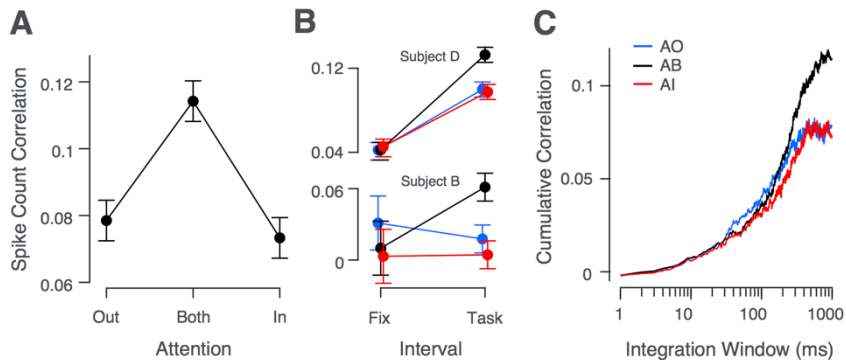 A
B
C
Spike Count Correlation
0.12
0.1
0.08
0.06
Out Both In
Attention
Subject D
0.12
0.04
Subject B
0.06
0
Fix Task
Interval
AO
AB
AI
Cumulative Correlation
0.1
0.05
0
1 10 100 1000
Integration Window (ms)